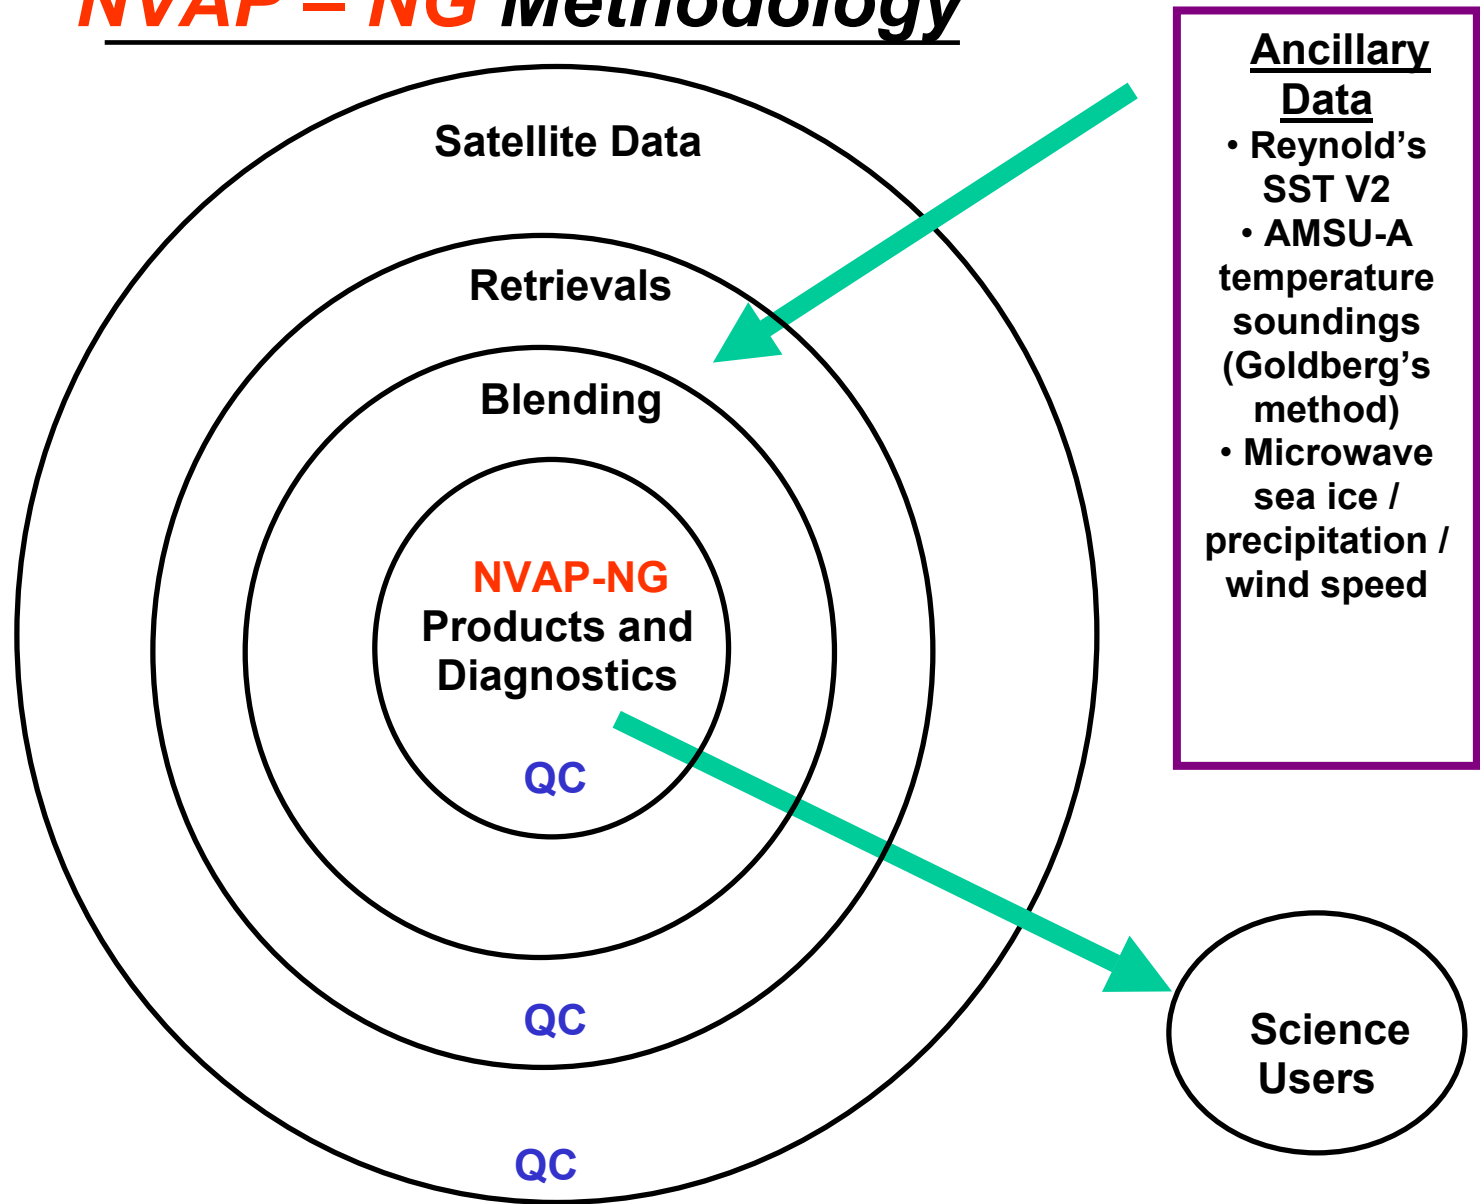 NVAP – NG Methodology
Satellite Data
Retrievals
Blending
NVAP-NG
Products and
Diagnostics
QC
QC
QC
Ancillary
Data
• Reynold’s
SST V2
• AMSU-A
temperature
soundings
(Goldberg’s
method)
• Microwave
sea ice /
precipitation /
wind speed
Science
Users